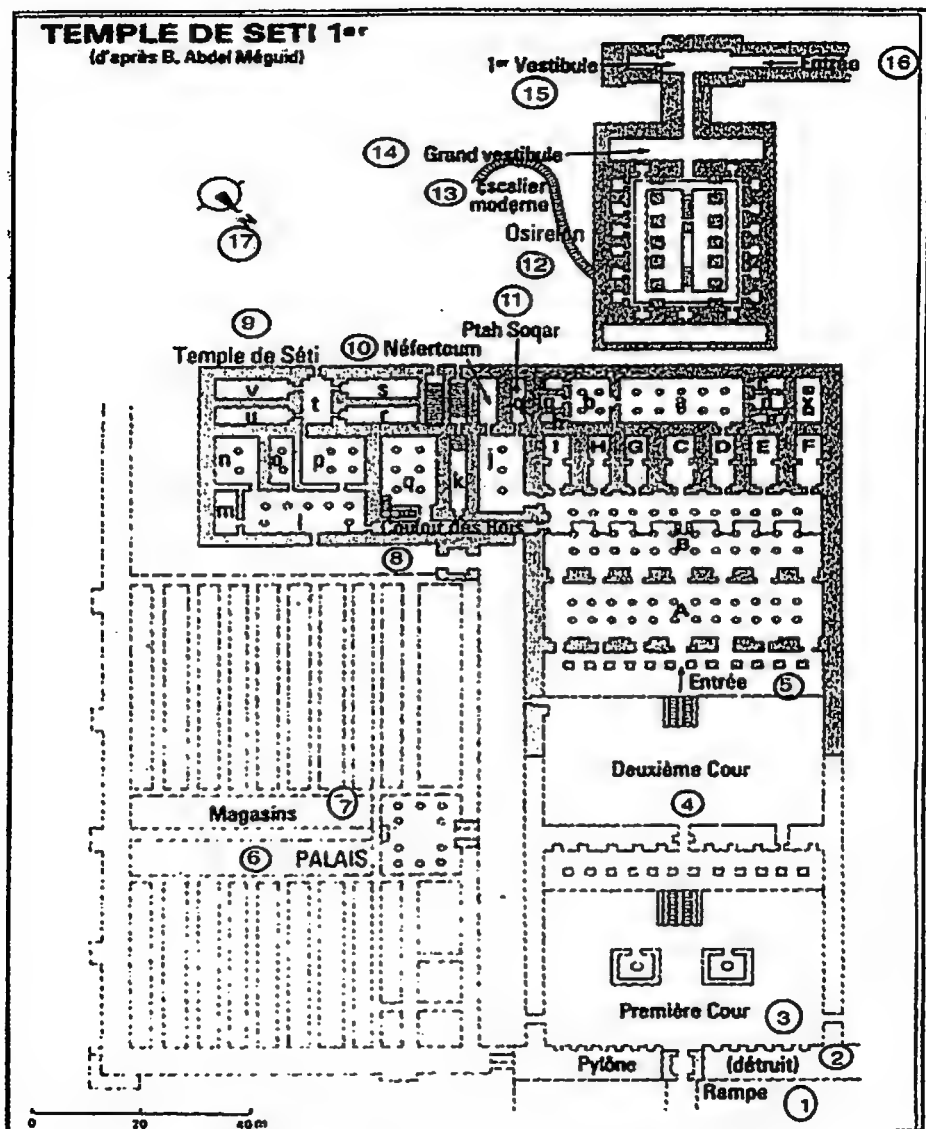 TEMPLE DE SETI 1er
(d'après B. Abdel Méguid)
1er Vestibule
Entrée 16
15
14 Grand vestibule
13 Escalier
moderne
17
Osireion
12
11
9
Ptah Soqar
10 Néfertoum
Temple de Séti
v s
t
u r
b c
n o p
q k j
I H G C D E F
m l
Couloir des Rois
B
8
A
Entrée 5
Deuxième Cour
4
7
Magasins
6 PALAIS
Première Cour 3
2
Pylône (détruit)
Rampe 1
0 20 40m